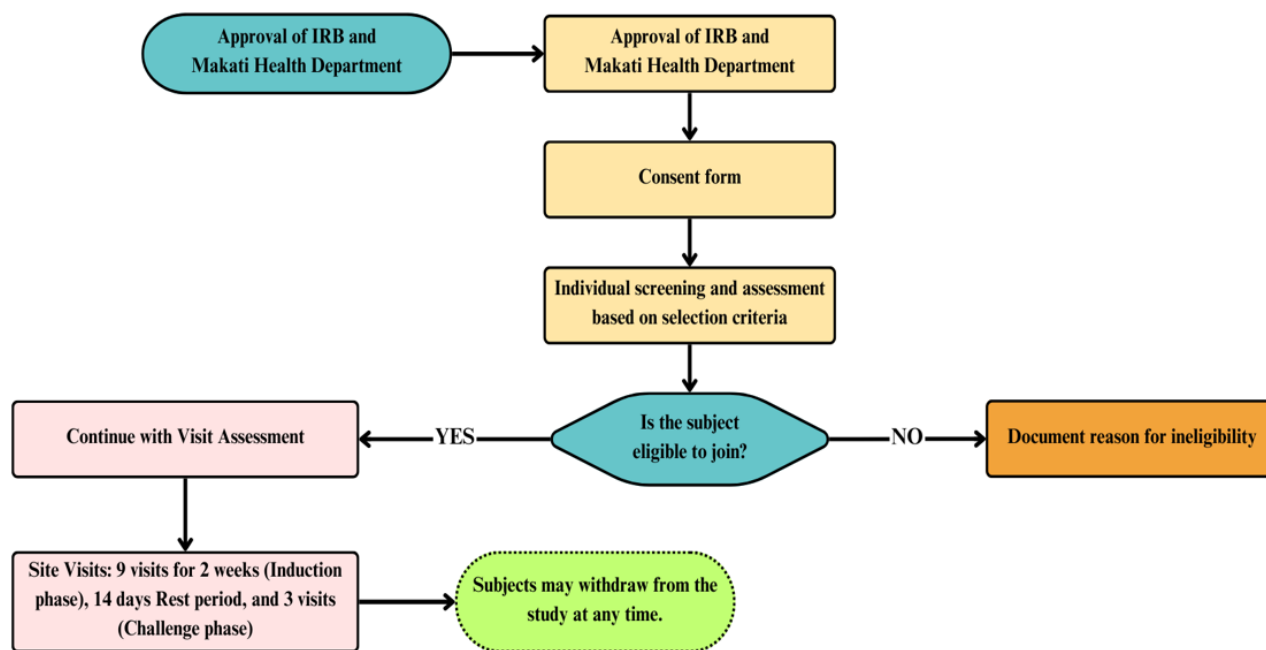 Approval of IRB and
Makati Health Department
Approval of IRB and
Makati Health Department
Consent form
Individual screening and assessment
based on selection criteria
Is the subject
eligible to join?
YES
NO
Continue with Visit Assessment
Document reason for ineligibility
Site Visits: 9 visits for 2 weeks (Induction
phase), 14 days Rest period, and 3 visits
(Challenge phase)
Subjects may withdraw from the
study at any time.